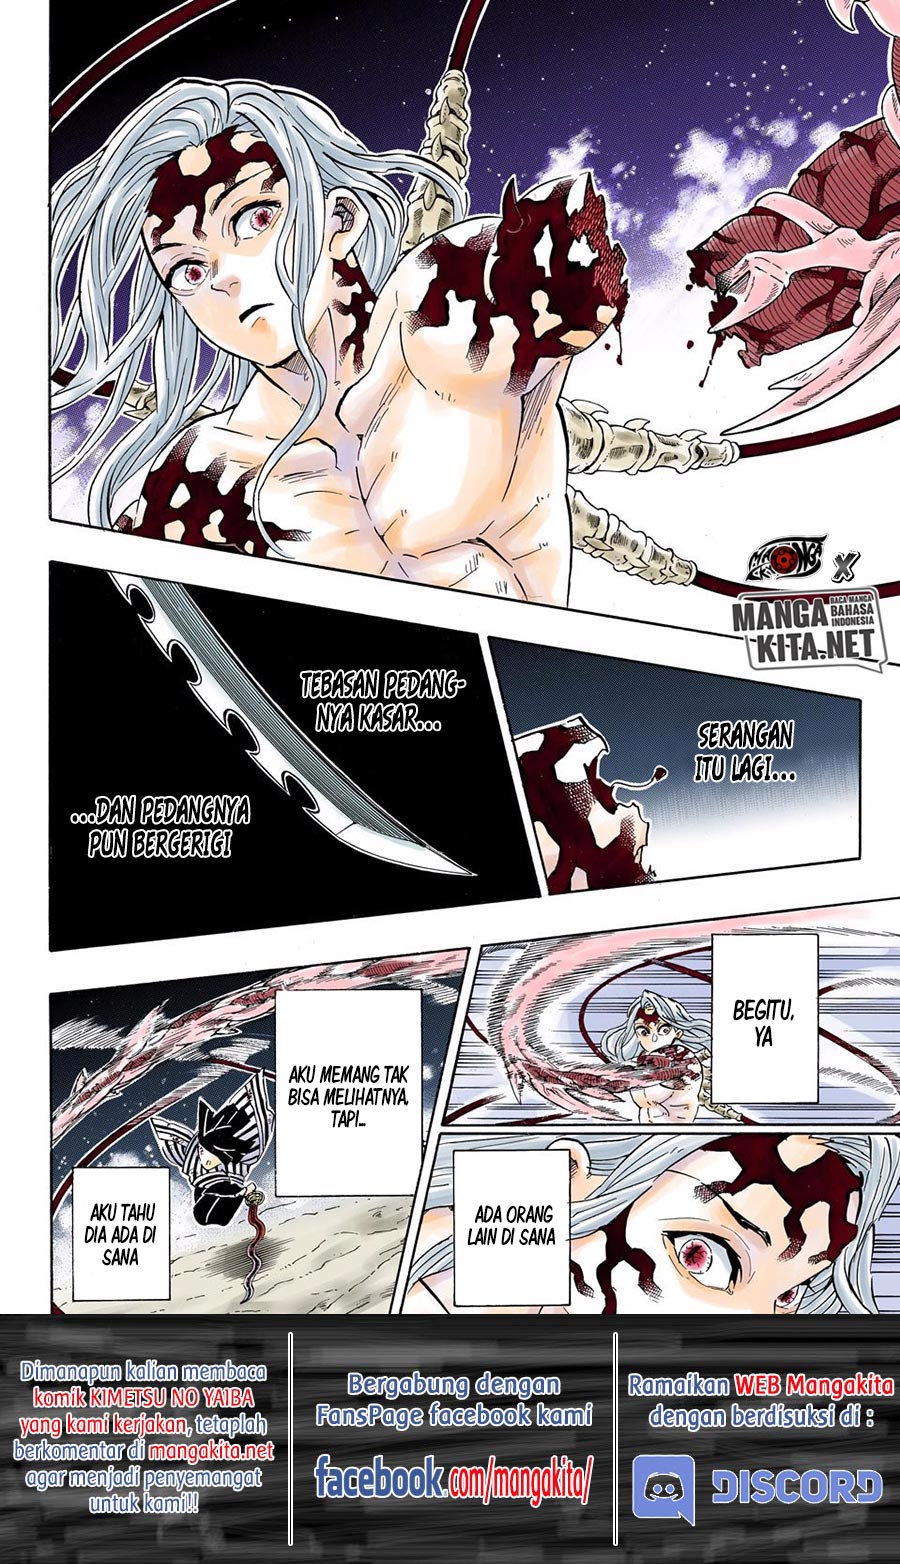 MANGA
BACA MANGA
BAHASA
INDONESIA
KITA.NET
X
SERANGAN
ITU LAGI...
TEBASAN PEDANG-
NYA KASAR...
...DAN PEDANGNYA
PUN BERGERIGI
BEGITU,
YA
ADA ORANG
LAIN DI SANA
AKU MEMANG TAK
BISA MELIHATNYA,
TAPI...
AKU TAHU
DIA ADA DI
SANA
Dimanapun kalian membaca
komik KIMETSU NO YAIBA
yang kami kerjakan, tetaplah
berkomentar di mangakita.net
agar menjadi penyemangat
untuk kami!!
Bergabung dengan
FansPage facebook kami
facebook.com/mangakita/
Ramaikan WEB Mangakita
dengan berdisuksi di :
DISCORD